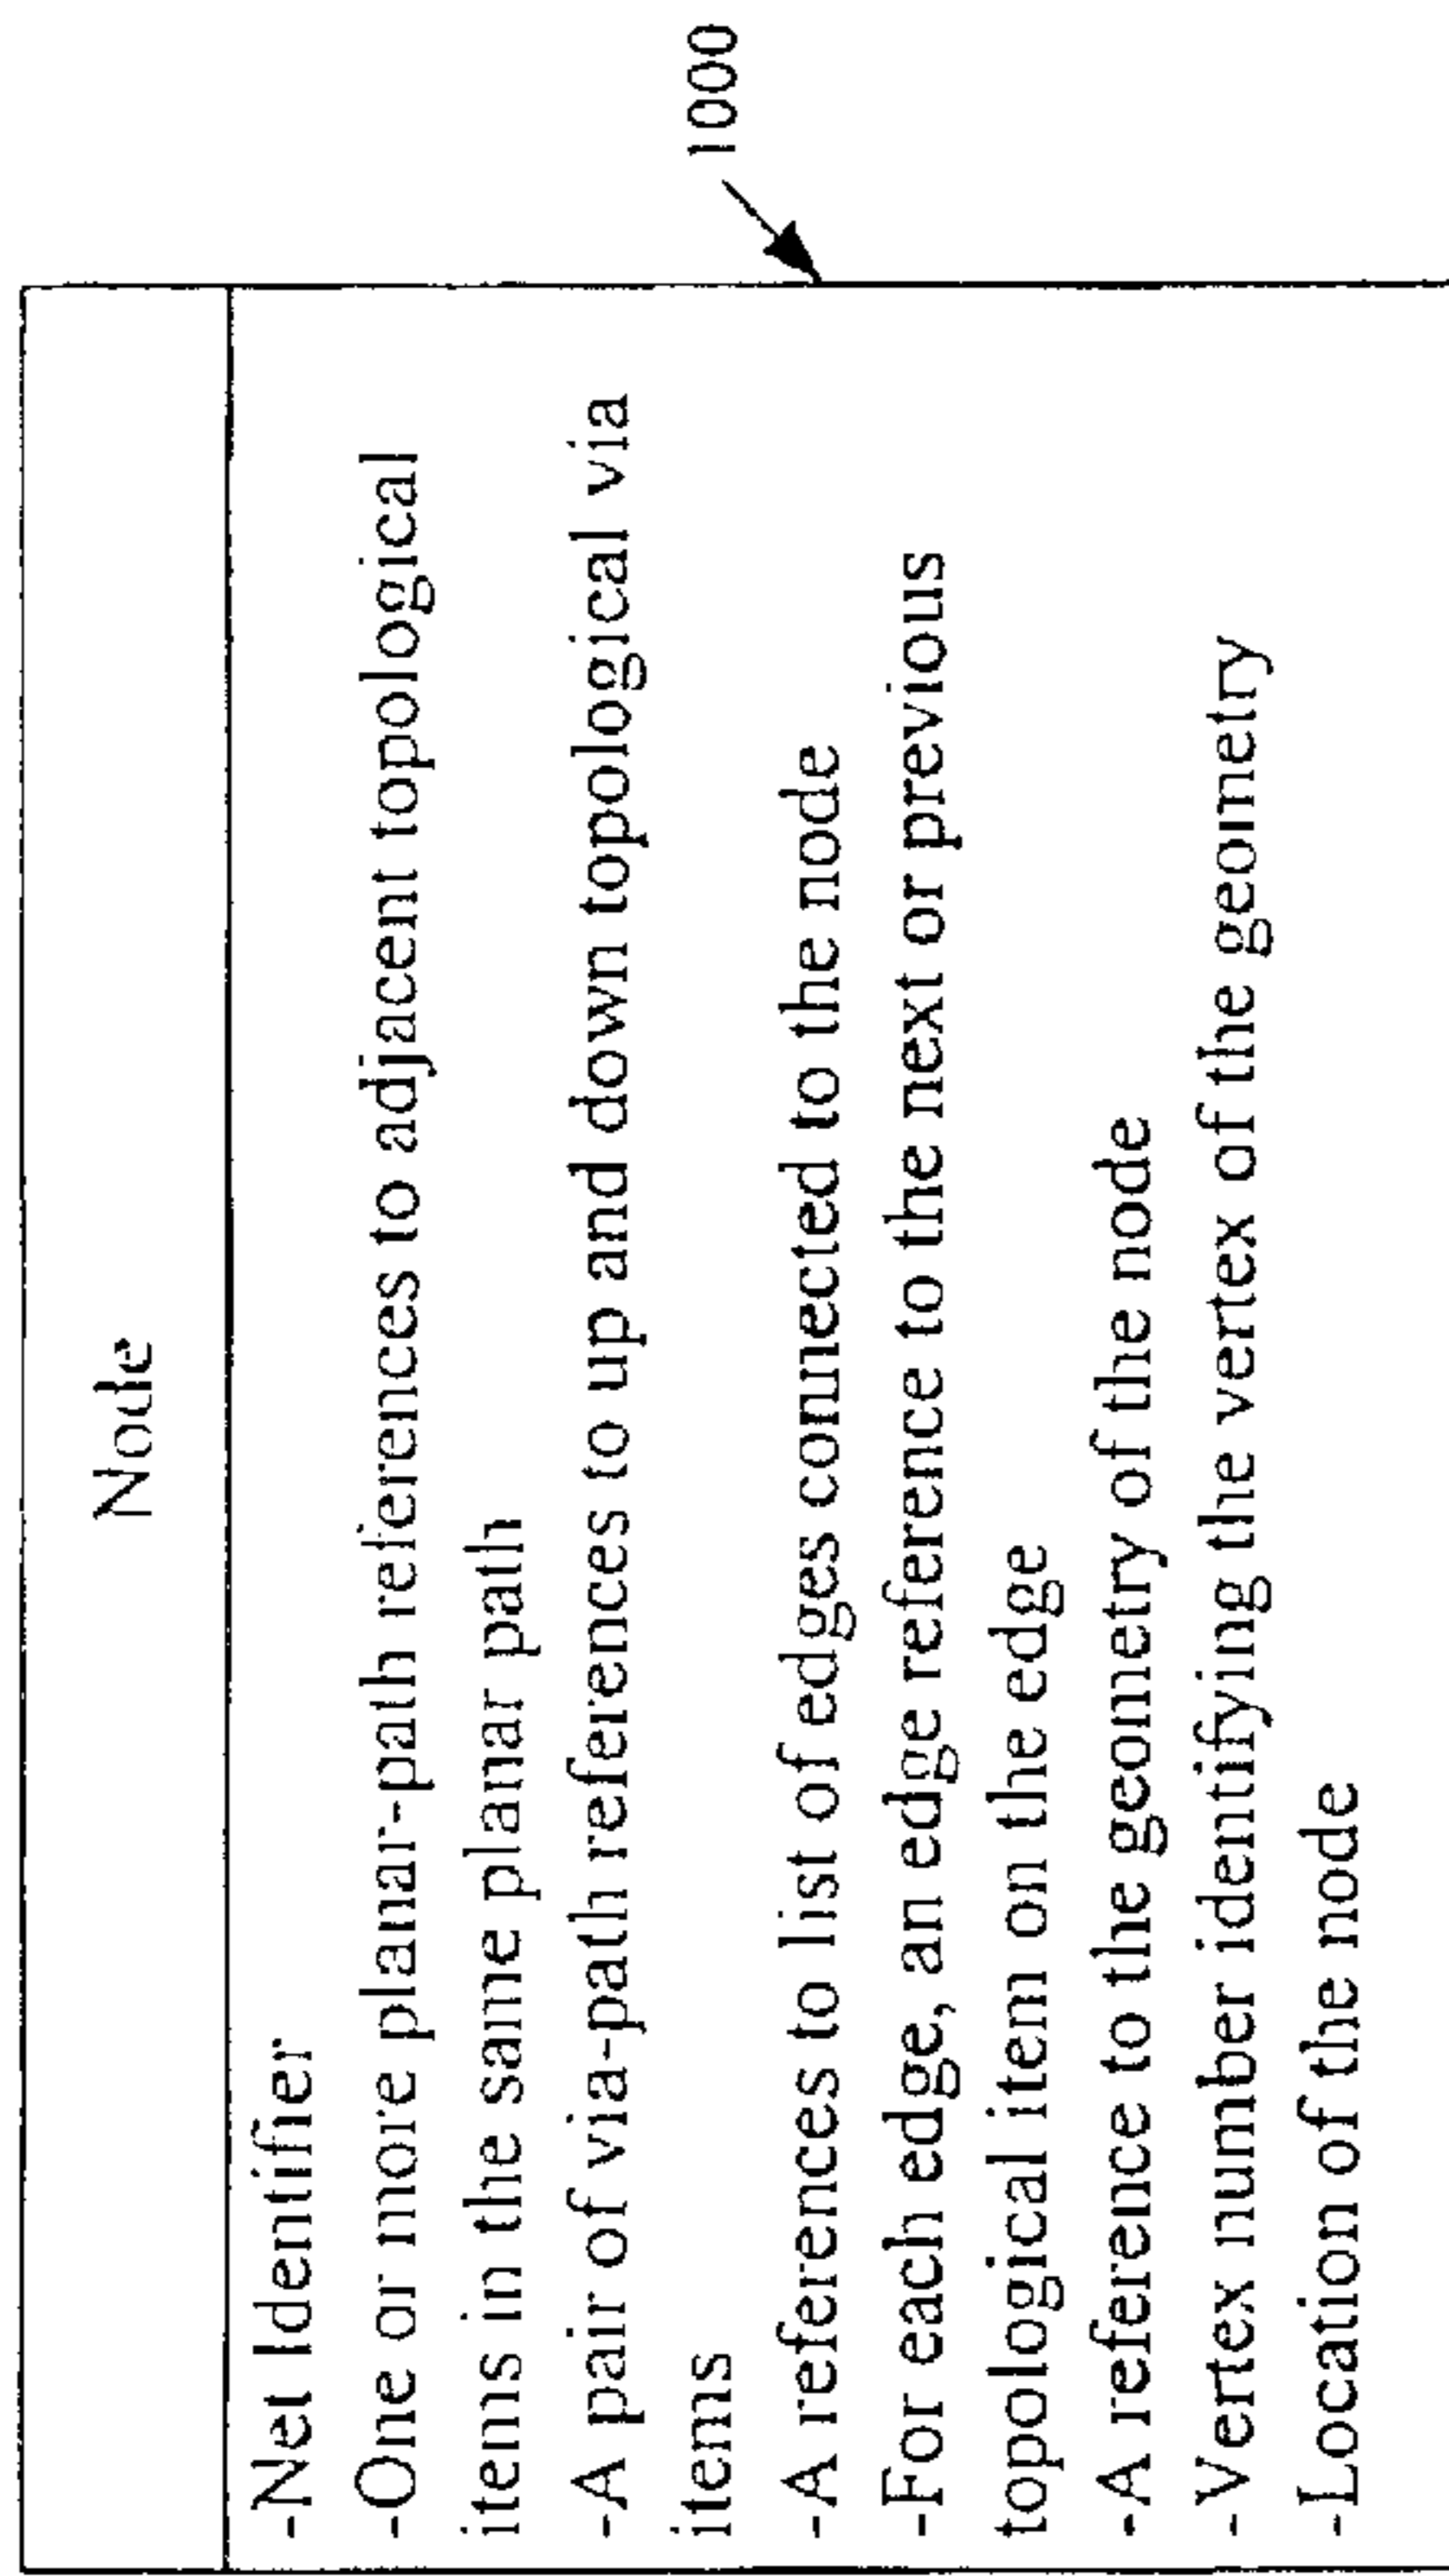 Node
-Net Identifier
-One or more planar-path references to adjacent topological
items in the same planar path
-A pair of via-path references to up and down topological via
items
-A references to list of edges connected to the node
-For each edge, an edge reference to the next or previous
topological item on the edge
-A reference to the geometry of the node
-Vertex number identifying the vertex of the geometry
-Location of the node
1000